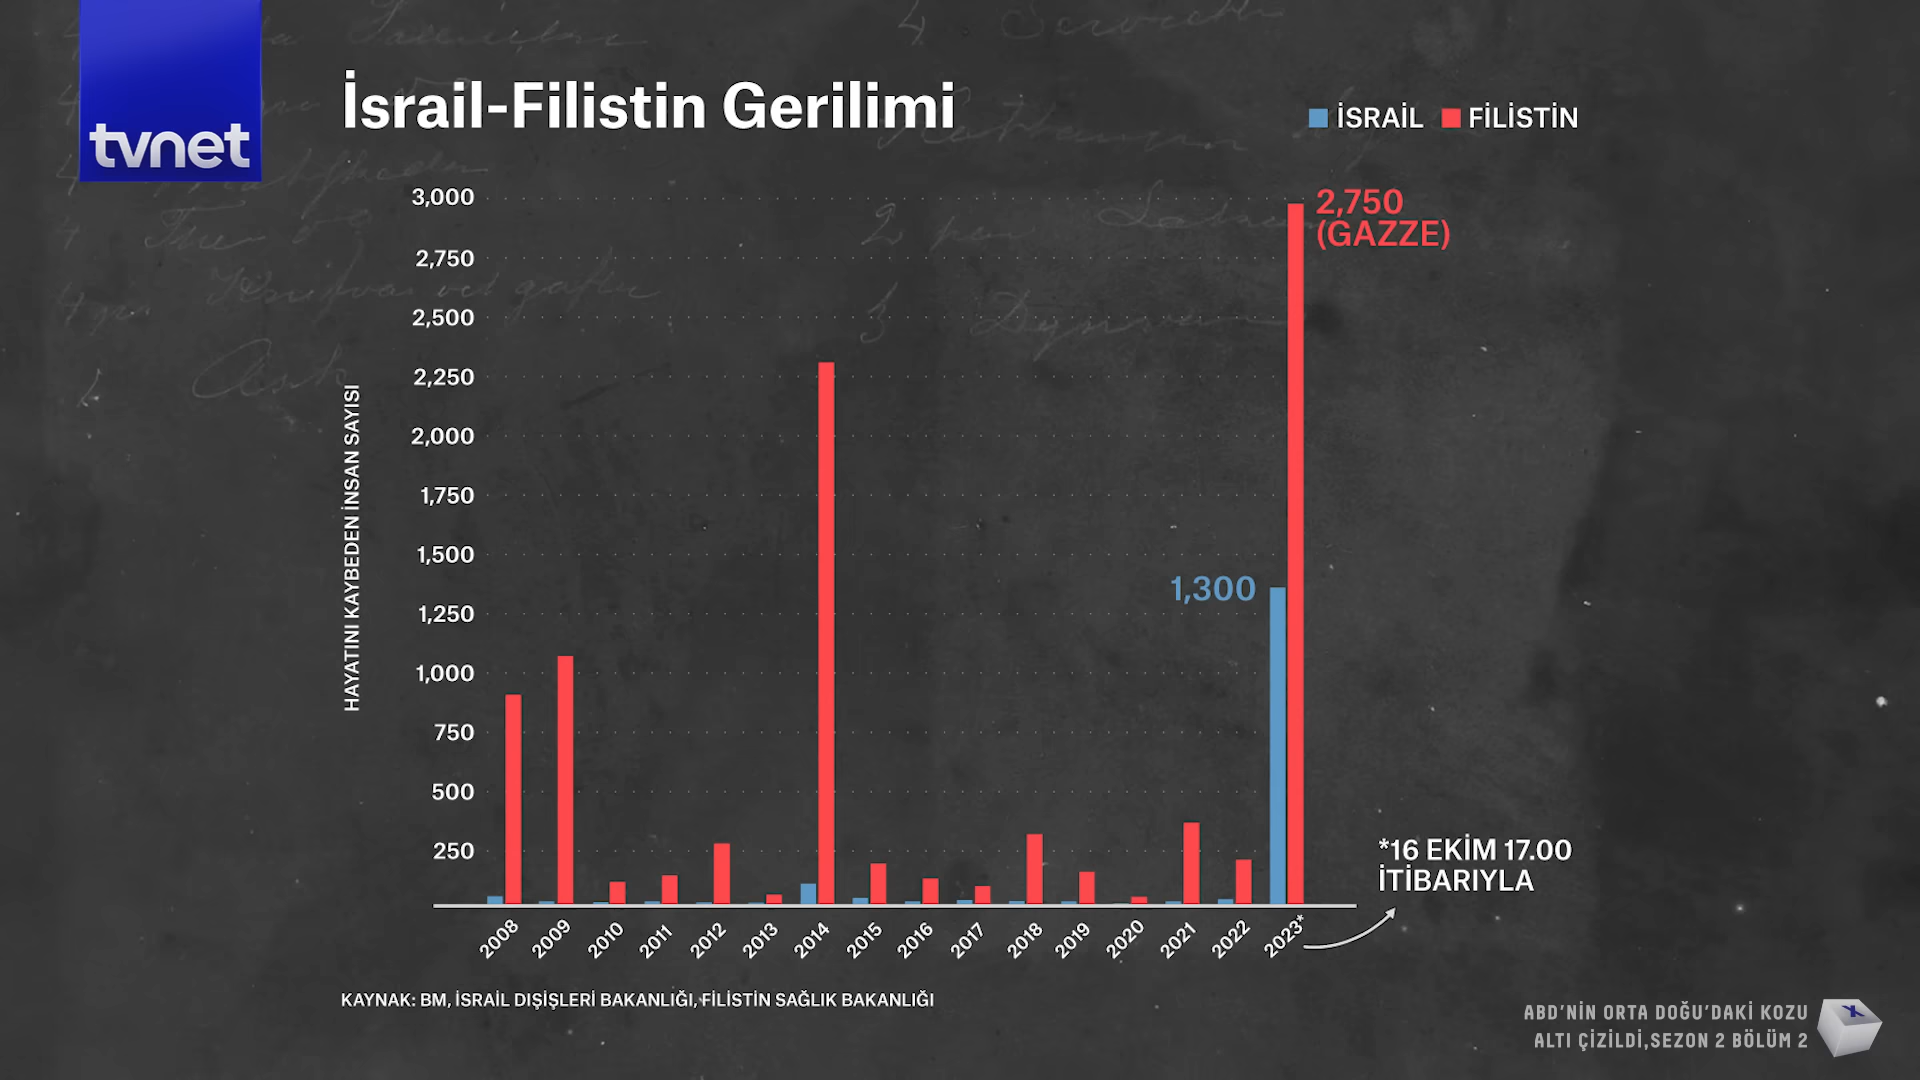 tvnet
İsrail-Filistin Gerilimi
İSRAİL FİLİSTİN
3,000
2,750
2,500
2,250
2,000
1,750
1,500
1,250
1,000
750
500
250
HAYATINI KAYBEDEN İNSAN SAYISI
2,750
(GAZZE)
1,300
*16 EKİM 17.00
İTİBARIYLA
2008 2009 2010 2011 2012 2013 2014 2015 2016 2017 2018 2019 2020 2021 2022 2023*
KAYNAK: BM, İSRAİL DIŞİŞLERİ BAKANLIĞI, FİLİSTİN SAĞLIK BAKANLIĞI
ABD'NİN ORTA DOĞU'DAKİ KOZU
ALTI ÇİZİLDİ,SEZON 2 BÖLÜM 2